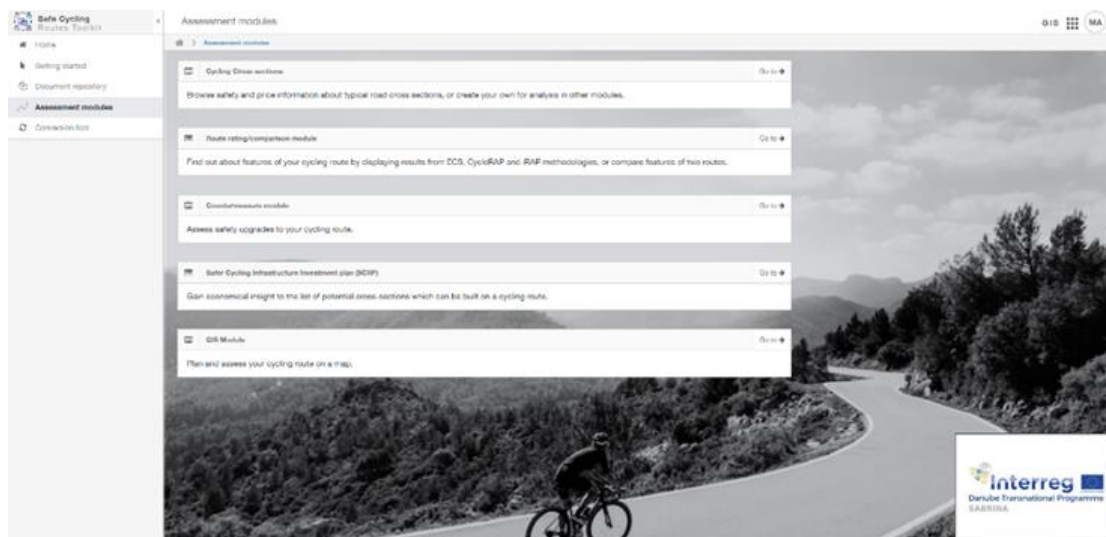 Safe Cycling
Routes Toolkit
Home
Getting started
Document repository
Assessment modules
Conversion tool
Assessment modules
GIS
MA
Assessment modules
Cycling Cross sections
Go to
Browse safety and price information about typical road cross sections, or create your own for analysis in other modules.
Route rating/comparison module
Go to
Find out about features of your cycling route by displaying results from ECS, CycleRAP and iRAP methodologies, or compare features of two routes.
Countermeasure module
Go to
Assess safety upgrades to your cycling route.
Safer Cycling Infrastructure Investment plan (SCIIP)
Go to
Gain economical insight to the list of potential cross-sections which can be built on a cycling route.
GIS Module
Go to
Plan and assess your cycling route on a map.
Interreg
Danube Transnational Programme
SABRINA